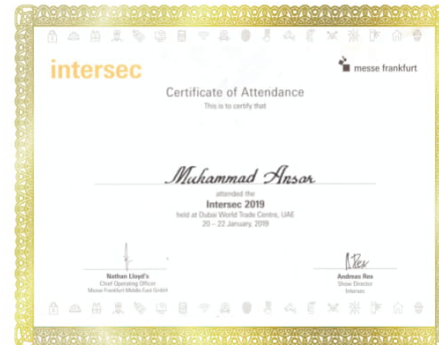 intersec
messe frankfurt
Certificate of Attendance
This is to certify that
Muhammad Ansar
attended the
Intersec 2019
held at Dubai World Trade Centre, UAE
20 – 22 January, 2019
Nathan Lloyd's
Chief Operating Officer
Messe Frankfurt Middle East GmbH
Andreas Rex
Show Director
Intersec